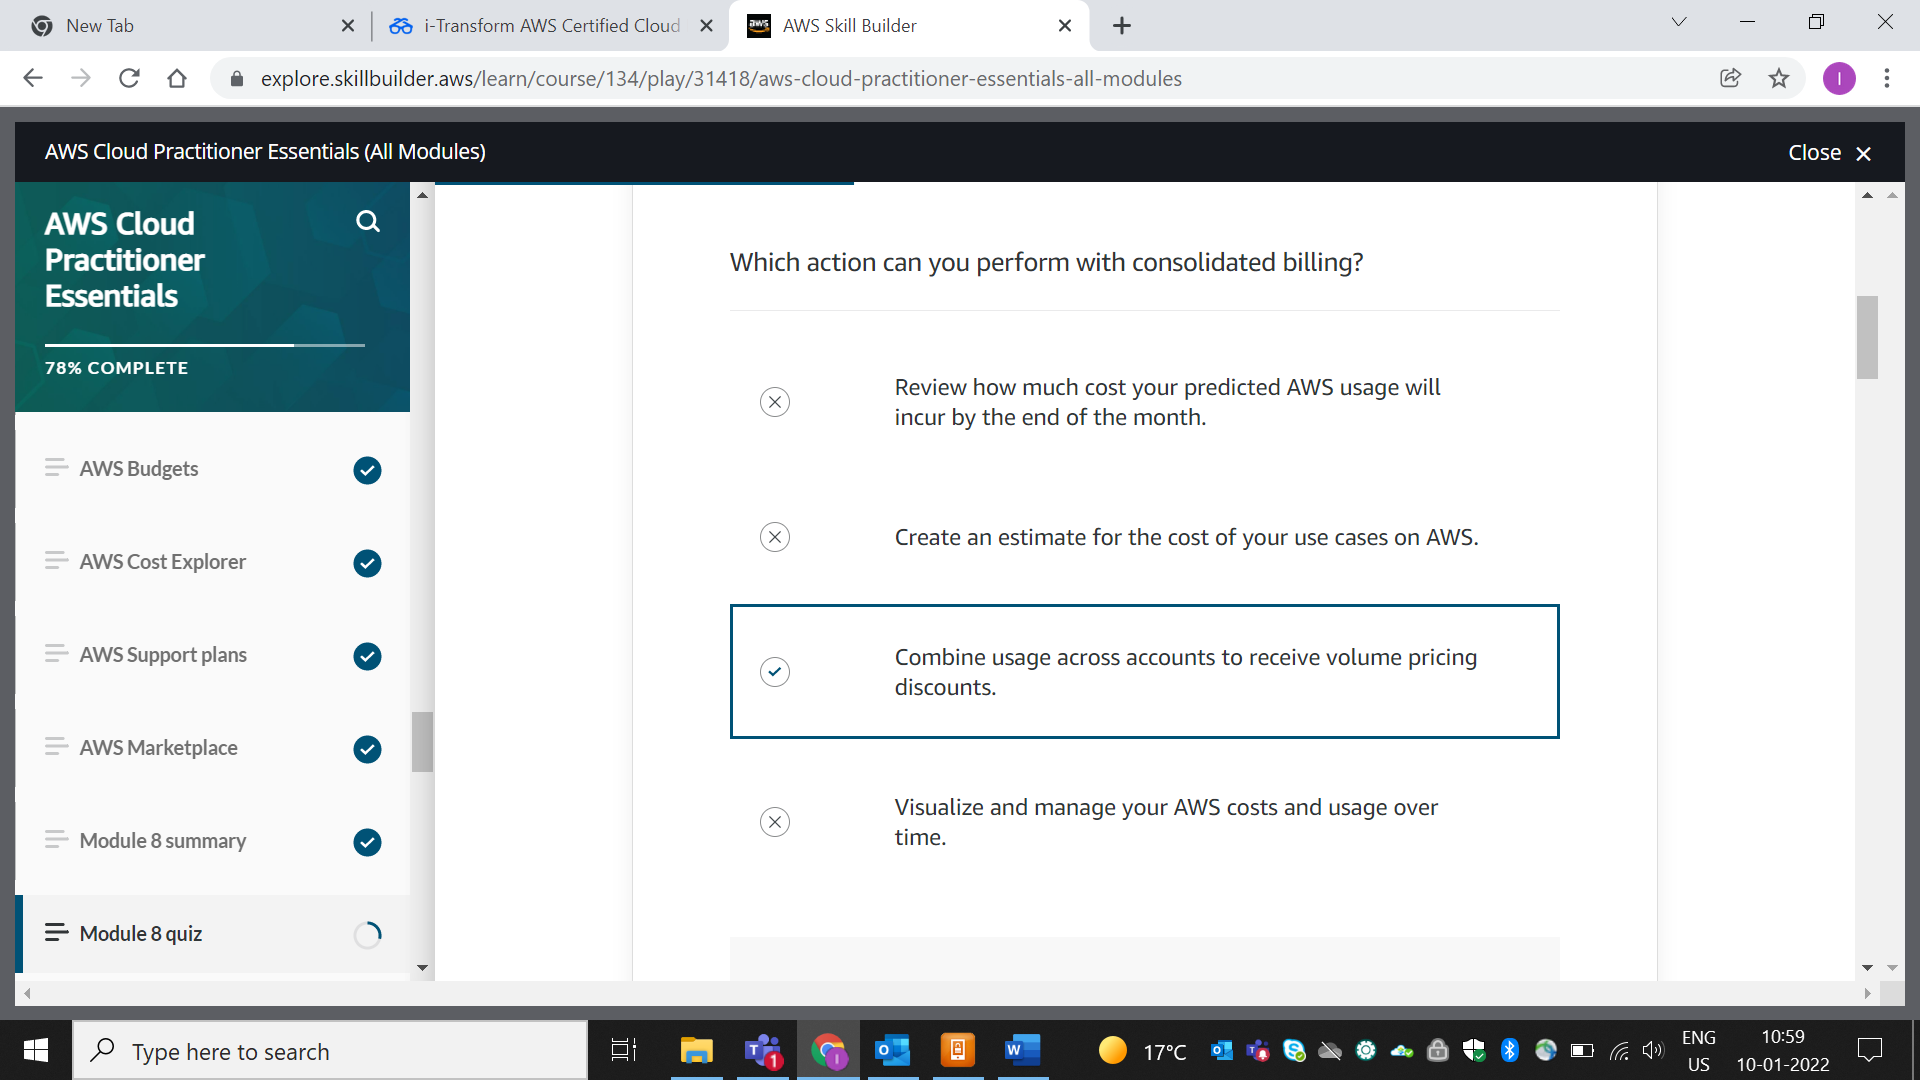 New Tab
i-Transform AWS Certified Cloud
aws
AWS Skill Builder
explore.skillbuilder.aws/learn/course/134/play/31418/aws-cloud-practitioner-essentials-all-modules
I
AWS Cloud Practitioner Essentials (All Modules)
Close
AWS Cloud
Practitioner
Essentials
78% COMPLETE
AWS Budgets
AWS Cost Explorer
AWS Support plans
AWS Marketplace
Module 8 summary
Module 8 quiz
Which action can you perform with consolidated billing?
Review how much cost your predicted AWS usage will
incur by the end of the month.
Create an estimate for the cost of your use cases on AWS.
Combine usage across accounts to receive volume pricing
discounts.
Visualize and manage your AWS costs and usage over
time.
Type here to search
1
I
17°C
ENG
US
10:59
10-01-2022